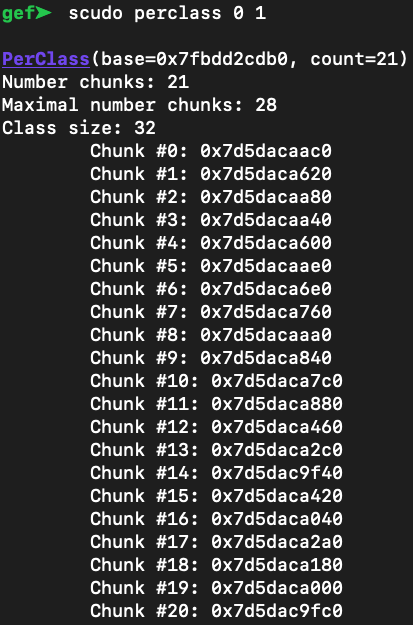 gef➤ scudo perclass 0 1
PerClass(base=0x7fbdd2cdb0, count=21)
Number chunks: 21
Maximal number chunks: 28
Class size: 32
Chunk #0: 0x7d5dacaac0
Chunk #1: 0x7d5daca620
Chunk #2: 0x7d5dacaa80
Chunk #3: 0x7d5dacaa40
Chunk #4: 0x7d5daca600
Chunk #5: 0x7d5dacaae0
Chunk #6: 0x7d5daca6e0
Chunk #7: 0x7d5daca760
Chunk #8: 0x7d5dacaaa0
Chunk #9: 0x7d5daca840
Chunk #10: 0x7d5daca7c0
Chunk #11: 0x7d5daca880
Chunk #12: 0x7d5daca460
Chunk #13: 0x7d5daca2c0
Chunk #14: 0x7d5dac9f40
Chunk #15: 0x7d5daca420
Chunk #16: 0x7d5daca040
Chunk #17: 0x7d5daca2a0
Chunk #18: 0x7d5daca180
Chunk #19: 0x7d5daca000
Chunk #20: 0x7d5dac9fc0